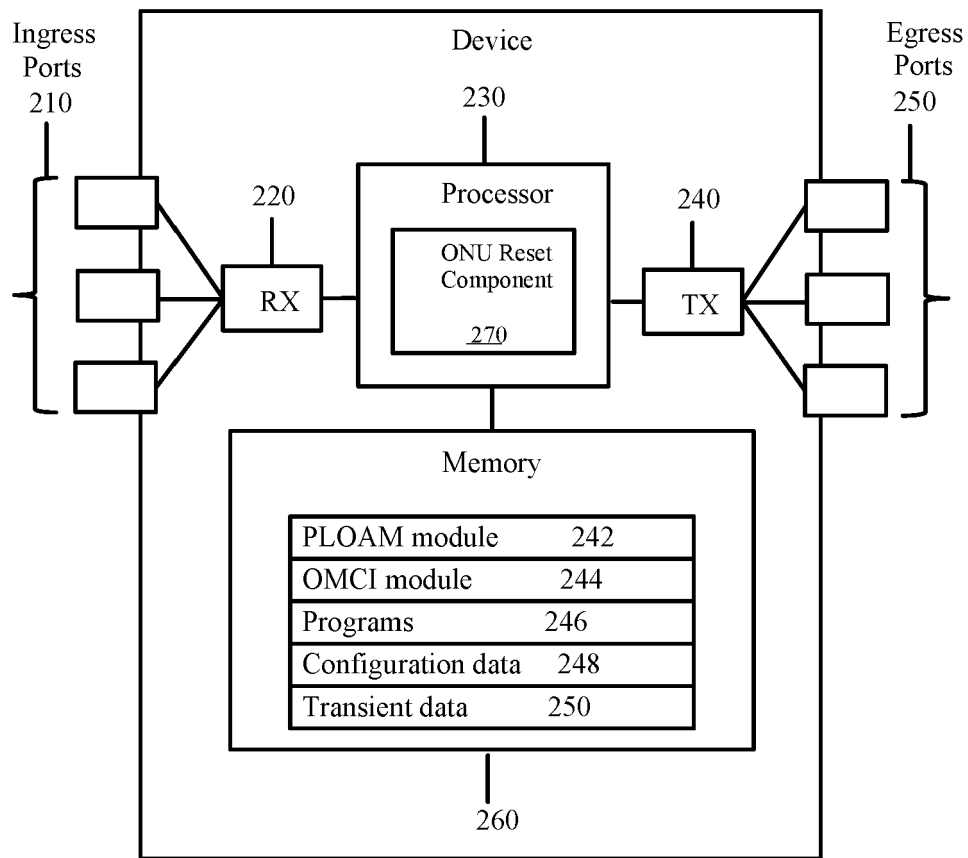 Ingress
Ports
210
Device
Egress
Ports
250
230
Processor
220
240
ONU Reset
Component
270
RX
TX
Memory
PLOAM module 242
OMCI module 244
Programs 246
Configuration data 248
Transient data 250
260